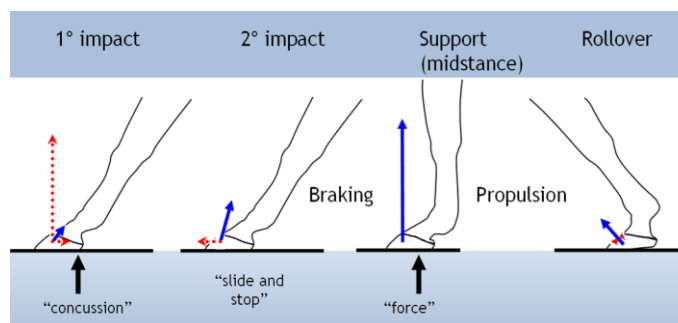 1° impact
2° impact
Support
(midstance)
Rollover
Braking
Propulsion
“concussion”
“slide and
stop”
“force”